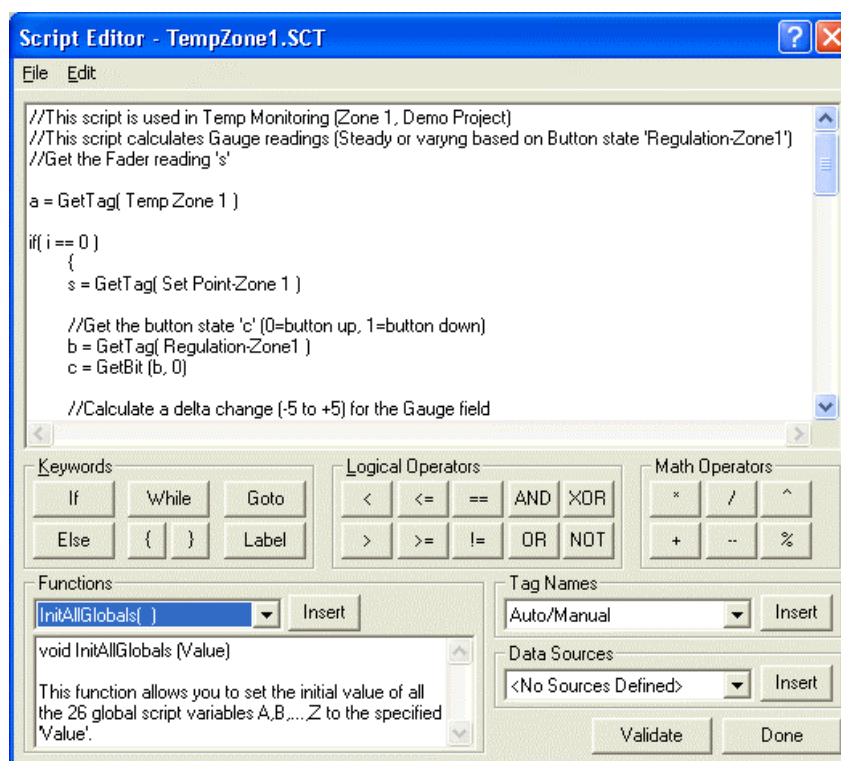 Script Editor - TempZone1.SCT
?
File Edit
//This script is used in Temp Monitoring (Zone 1, Demo Project)
//This script calculates Gauge readings (Steady or varyng based on Button state 'Regulation-Zone1')
//Get the Fader reading 's'
a = GetTag( Temp Zone 1 )
if( i == 0 )
{
s = GetTag( Set Point-Zone 1 )
//Get the button state 'c' (0=button up, 1=button down)
b = GetTag( Regulation-Zone1 )
c = GetBit (b, 0)
//Calculate a delta change (-5 to +5) for the Gauge field
Keywords
If While Goto
Else { } Label
Logical Operators
< <= == AND XOR
> >= != OR NOT
Math Operators
* / ^
+ -- %
Functions
InitAllGlobals( ) Insert
void InitAllGlobals (Value)
This function allows you to set the initial value of all
the 26 global script variables A,B,...,Z to the specified
'Value'.
Tag Names
Auto/Manual Insert
Data Sources
<No Sources Defined> Insert
Validate Done